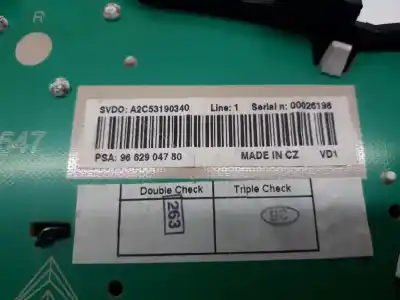 R
SVDO: A2C53190340 Line: 1 Serial n: 00026198
547
PSA: 96 629 047 80 MADE IN CZ VD1
Double Check Triple Check
263